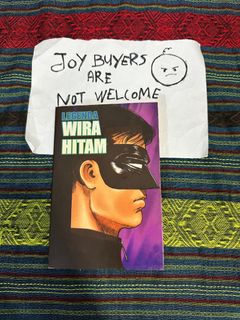 JOY BUYERS
ARE
NOT WELCOME
LEGENDA
WIRA
HITAM